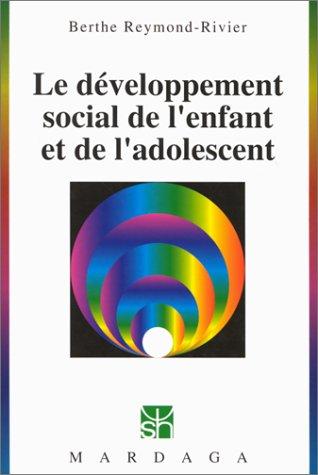 Berthe Reymond-Rivier
Le développement
social de l'enfant
et de l'adolescent
sh
MARDAGA